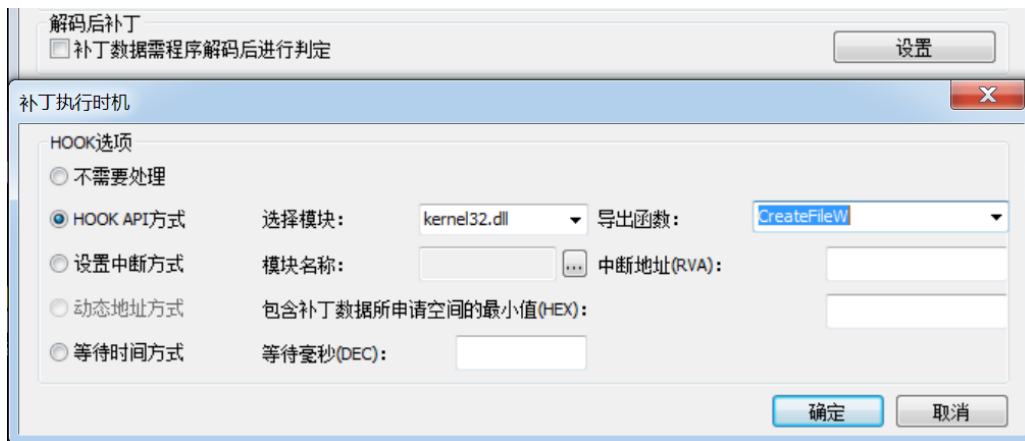 解码后补丁
补丁数据需程序解码后进行判定 设置
补丁执行时机
HOOK选项
不需要处理
HOOK API方式 选择模块： kernel32.dll 导出函数： CreateFileW
设置中断方式 模块名称： ... 中断地址(RVA)：
动态地址方式 包含补丁数据所申请空间的最小值(HEX)：
等待时间方式 等待毫秒(DEC)：
确定 取消